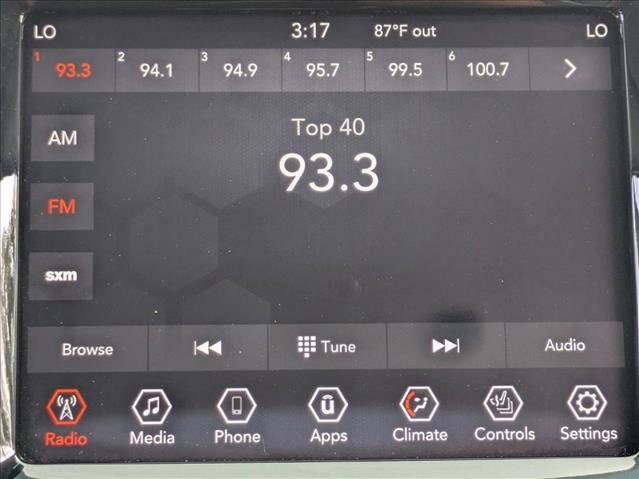 LO 3:17 87°F out LO
1 93.3 2 94.1 3 94.9 4 95.7 5 99.5 6 100.7
AM
Top 40
93.3
FM
sxm
Browse Tune Audio
Radio Media Phone Apps Climate Controls Settings